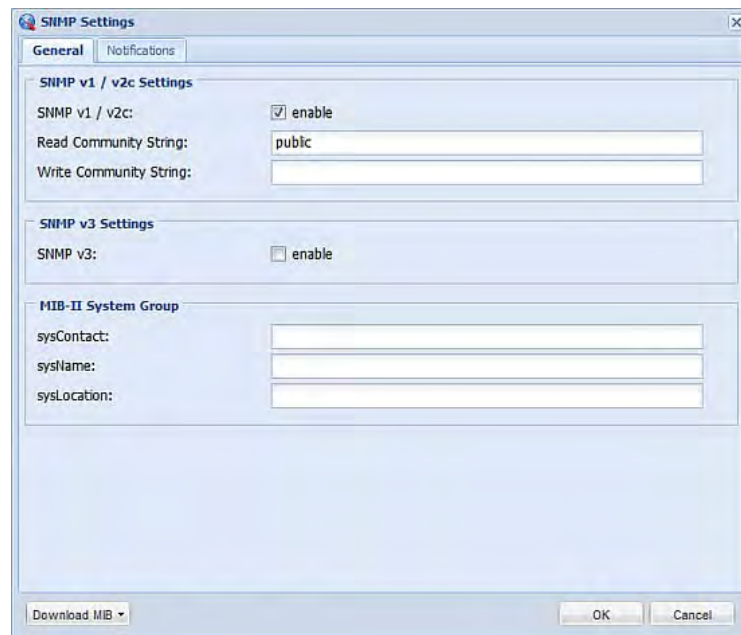 SNMP Settings
General Notifications
SNMP v1 / v2c Settings
SNMP v1 / v2c: enable
Read Community String: public
Write Community String:
SNMP v3 Settings
SNMP v3: enable
MIB-II System Group
sysContact:
sysName:
sysLocation:
Download MIB OK Cancel